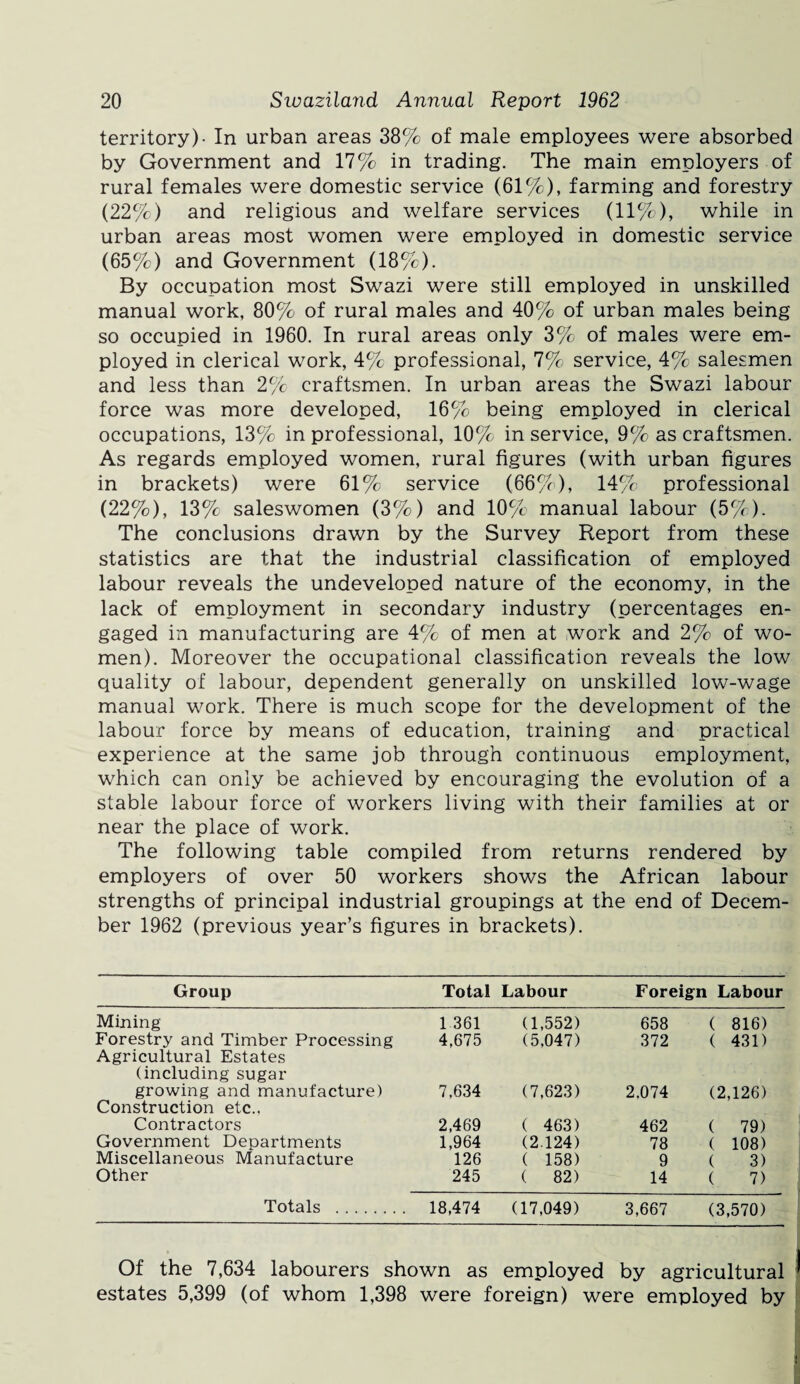 20 Swaziland Annual Report 1962
territory)· In urban areas 38% of male employees were absorbed
by Government and 17% in trading. The main employers of
rural females were domestic service (61%), farming and forestry
(22%) and religious and welfare services (11%), while in
urban areas most women were employed in domestic service
(65%) and Government (18%).
By occupation most Swazi were still employed in unskilled
manual work, 80% of rural males and 40% of urban males being
so occupied in 1960. In rural areas only 3% of males were em-
ployed in clerical work, 4% professional, 7% service, 4% salesmen
and less than 2% craftsmen. In urban areas the Swazi labour
force was more developed, 16% being employed in clerical
occupations, 13% in professional, 10% in service, 9% as craftsmen.
As regards employed women, rural figures (with urban figures
in brackets) were 61% service (66%), 14% professional
(22%), 13% saleswomen (3%) and 10% manual labour (5%).
The conclusions drawn by the Survey Report from these
statistics are that the industrial classification of employed
labour reveals the undeveloped nature of the economy, in the
lack of employment in secondary industry (percentages en-
gaged in manufacturing are 4% of men at work and 2% of wo-
men). Moreover the occupational classification reveals the low
quality of labour, dependent generally on unskilled low-wage
manual work. There is much scope for the development of the
labour force by means of education, training and practical
experience at the same job through continuous employment,
which can only be achieved by encouraging the evolution of a
stable labour force of workers living with their families at or
near the place of work.
The following table compiled from returns rendered by
employers of over 50 workers shows the African labour
strengths of principal industrial groupings at the end of Decem-
ber 1962 (previous year's figures in brackets).
Group Total Labour Foreign Labour
Mining 1 361 (1,552) 658 ( 816)
Forestry and Timber Processing 4,675 (5,047) 372 ( 431)
Agricultural Estates
(including sugar
growing and manufacture) 7,634 (7,623) 2,074 (2,126)
Construction etc.,
Contractors 2,469 ( 463) 462 ( 79)
Government Departments 1,964 (2.124) 78 ( 108)
Miscellaneous Manufacture 126 ( 158) 9 ( 3)
Other 245 ( 82) 14 ( 7)
Totals ........ 18,474 (17,049) 3,667 (3,570)
Of the 7,634 labourers shown as employed by agricultural
estates 5,399 (of whom 1,398 were foreign) were employed by